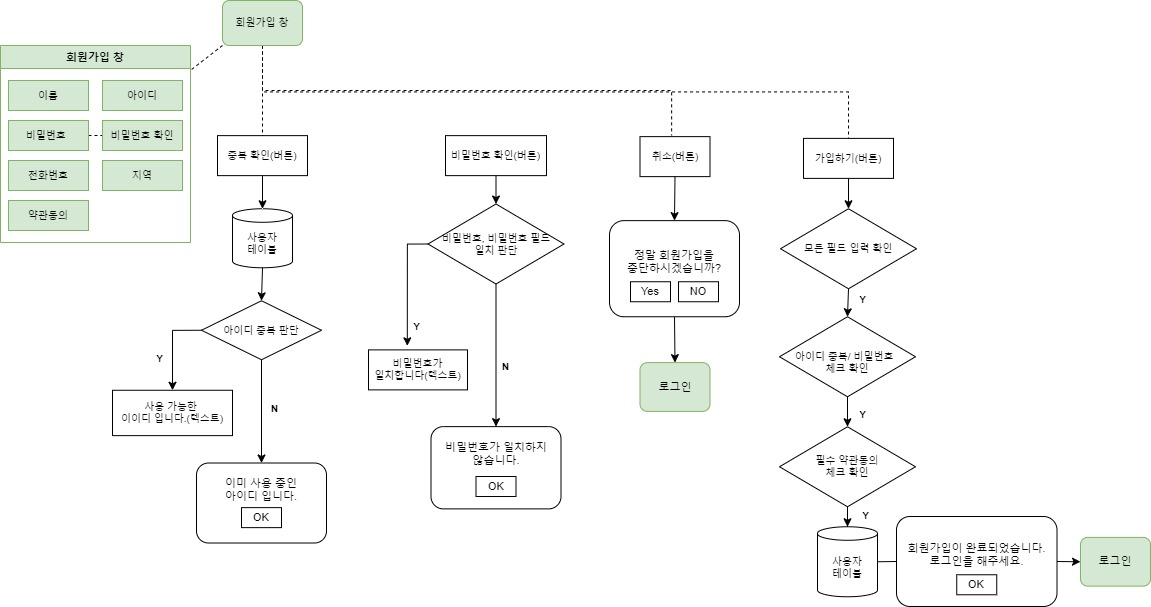 회원가입 창
회원가입 창
이름
아이디
비밀번호
비밀번호 확인
전화번호
지역
약관동의
중복 확인(버튼)
사용자
테이블
아이디 중복 판단
Y
N
사용 가능한
이이디 입니다.(텍스트)
이미 사용 중인
아이디 입니다.
OK
비밀번호 확인(버튼)
비밀번호, 비밀번호 필드
일치 판단
Y
N
비밀번호가
일치합니다(텍스트)
비밀번호가 일치하지
않습니다.
OK
취소(버튼)
정말 회원가입을
중단하시겠습니까?
Yes
NO
로그인
가입하기(버튼)
모든 필드 입력 확인
Y
아이디 중복/ 비밀번호
체크 확인
Y
필수 약관동의
체크 확인
Y
사용자
테이블
회원가입이 완료되었습니다.
로그인을 해주세요.
OK
로그인